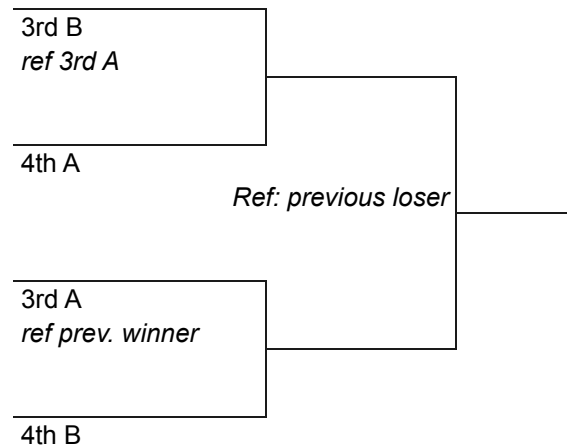 3rd B
ref 3rd A
4th A
Ref: previous loser
3rd A
ref prev. winner
4th B